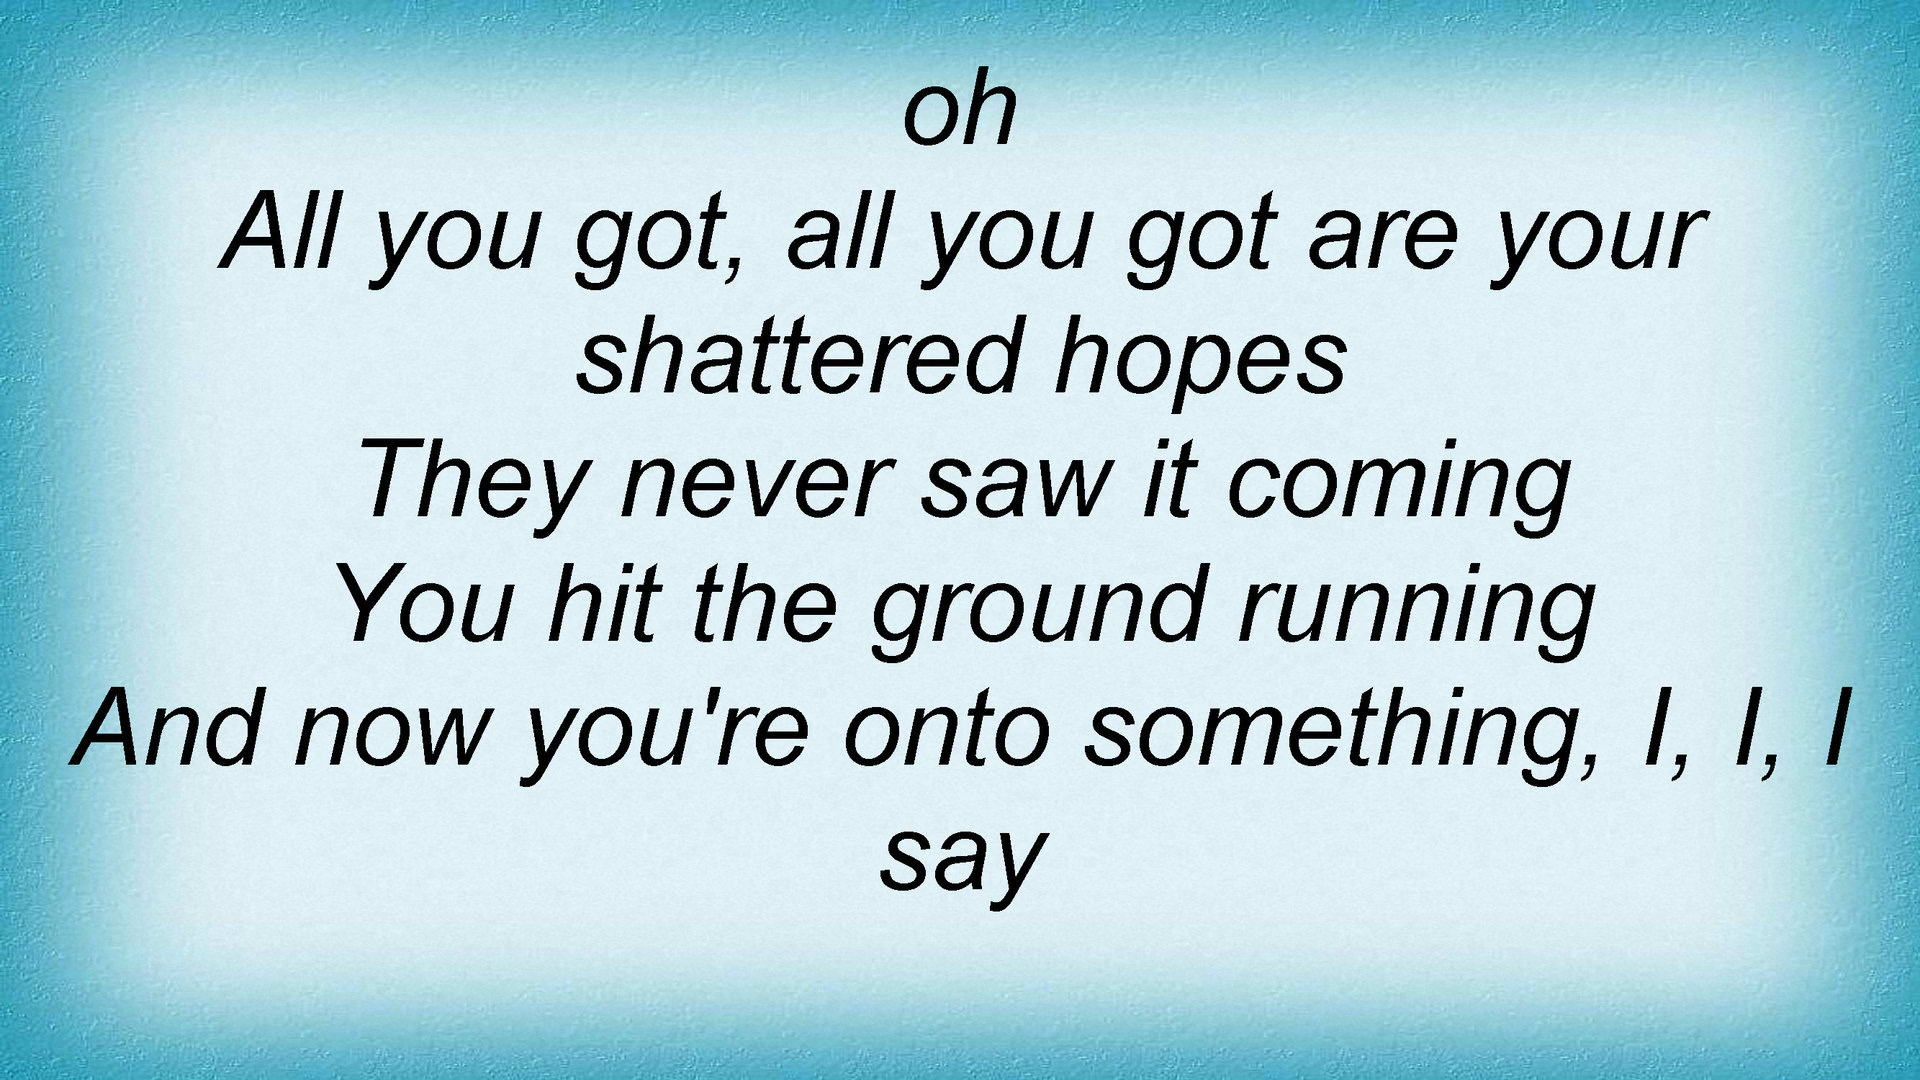 oh
All you got, all you got are your
shattered hopes
They never saw it coming
You hit the ground running
And now you're onto something, I, I, I
say